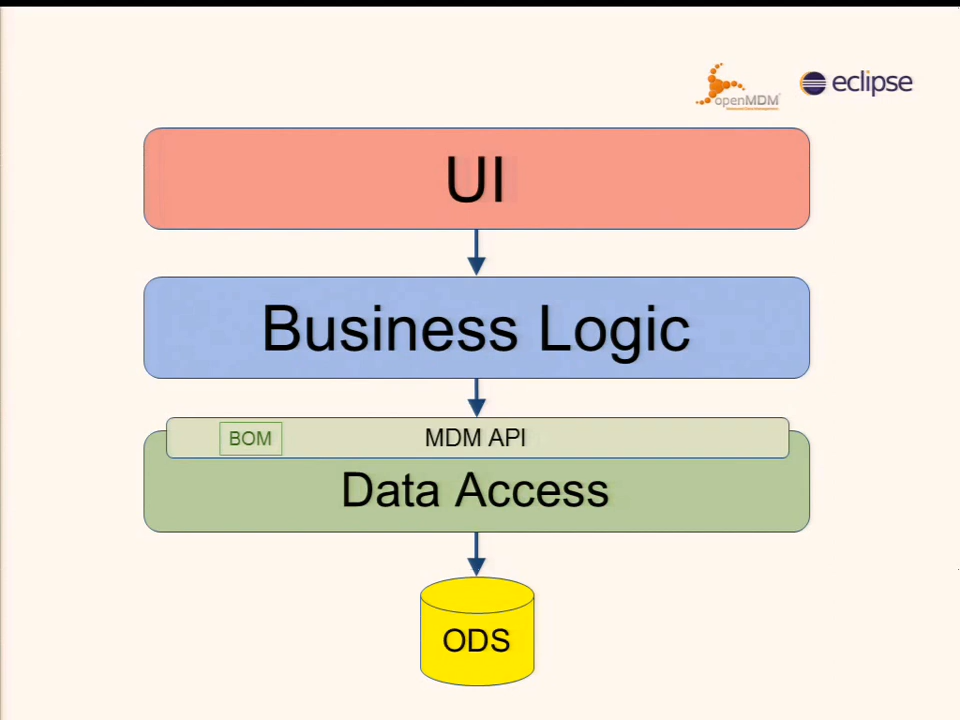 openMDM
eclipse
UI
Business Logic
BOM
MDM API
Data Access
ODS